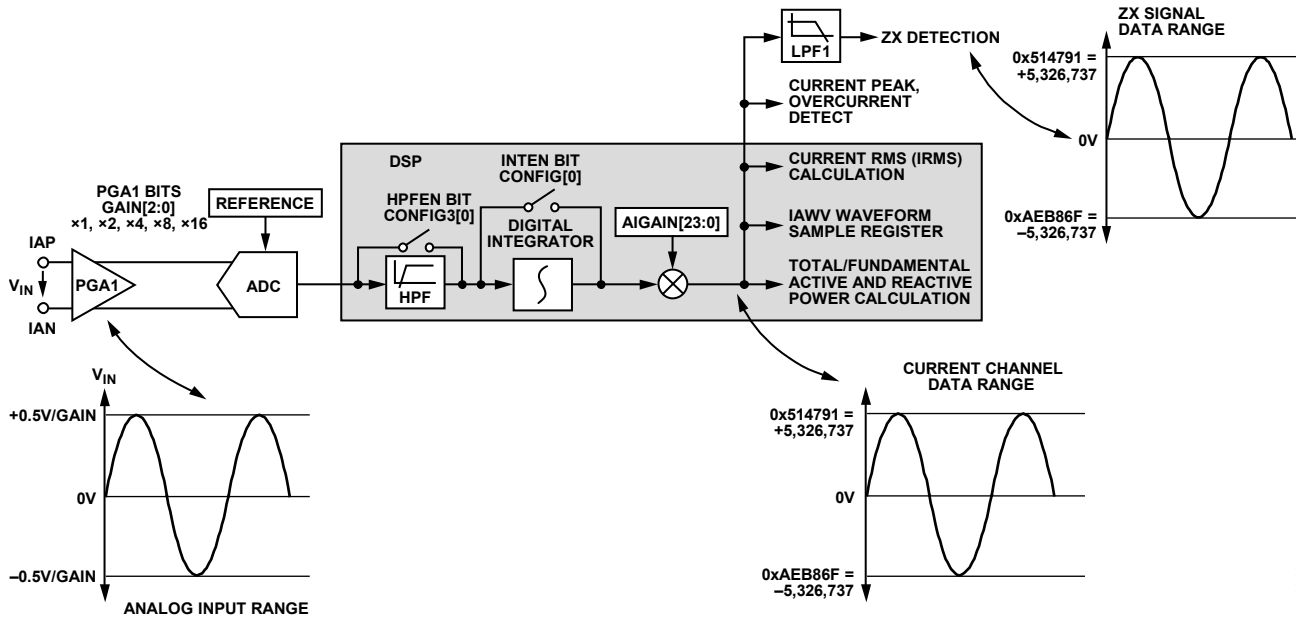 ZX SIGNAL
DATA RANGE
0x514791 =
+5,326,737
0V
0xAEB86F =
–5,326,737
LPF1
ZX DETECTION
CURRENT PEAK,
OVERCURRENT
DETECT
DSP
INTEN BIT
CONFIG[0]
CURRENT RMS (IRMS)
CALCULATION
PGA1 BITS
GAIN[2:0]
×1, ×2, ×4, ×8, ×16
REFERENCE
HPFEN BIT
CONFIG3[0]
DIGITAL
INTEGRATOR
AIGAIN[23:0]
IAWV WAVEFORM
SAMPLE REGISTER
IAP
VIN
IAN
PGA1
ADC
HPF
TOTAL/FUNDAMENTAL
ACTIVE AND REACTIVE
POWER CALCULATION
VIN
+0.5V/GAIN
0V
–0.5V/GAIN
ANALOG INPUT RANGE
CURRENT CHANNEL
DATA RANGE
0x514791 =
+5,326,737
0V
0xAEB86F =
–5,326,737